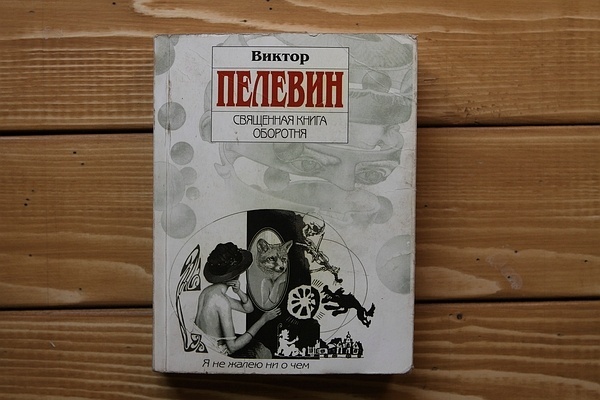 Виктор
ПЕЛЕВИН
СВЯЩЕННАЯ КНИГА
ОБОРОТНЯ
Я не жалею ни о чем